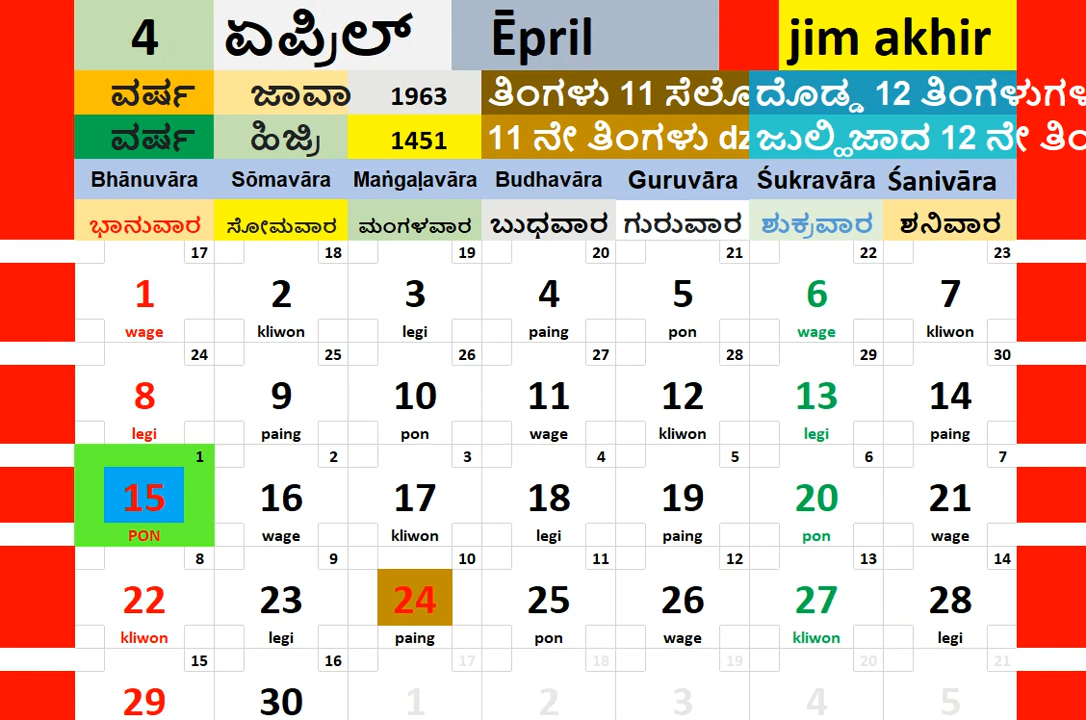 4 ಏಪ್ರಿಲ್ Ēpril jim akhir
ವರ್ಷ ಜಾವಾ 1963 ತಿಂಗಳು 11 ದೊಡ್ಡ 12
ವರ್ಷ ಹಿಜ್ರಿ 1451 11 ನೇ ತಿಂಗಳು ಜುಲ್ಹಿಜಾದ 12 ನೇ
Bhānuvāra Sōmavāra Maṅgaḷavāra Budhavāra Guruvāra Śukravāra Śanivāra
ಭಾನುವಾರ ಸೋಮವಾರ ಮಂಗಳವಾರ ಬುಧವಾರ ಗುರುವಾರ ಶುಕ್ರವಾರ ಶನಿವಾರ
17 18 19 20 21 22 23
1 2 3 4 5 6 7
wage kliwon legi paing pon wage kliwon
24 25 26 27 28 29 30
8 9 10 11 12 13 14
legi paing pon wage kliwon legi paing
1 2 3 4 5 6 7
15 16 17 18 19 20 21
PON wage kliwon legi paing pon wage
8 9 10 11 12 13 14
22 23 24 25 26 27 28
kliwon legi paing pon wage kliwon legi
15 16 17 18 19 20 21
29 30 1 2 3 4 5